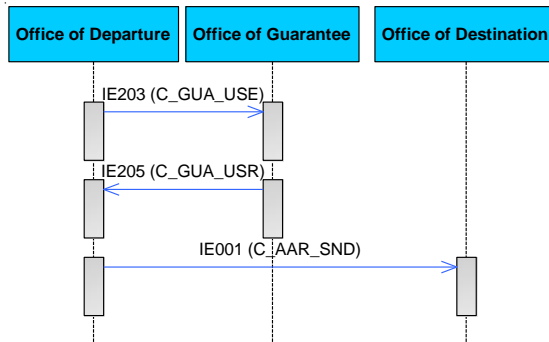 Office of Departure
Office of Guarantee
Office of Destination
IE203 (C_GUA_USE)
IE205 (C_GUA_USR)
IE001 (C_AAR_SND)